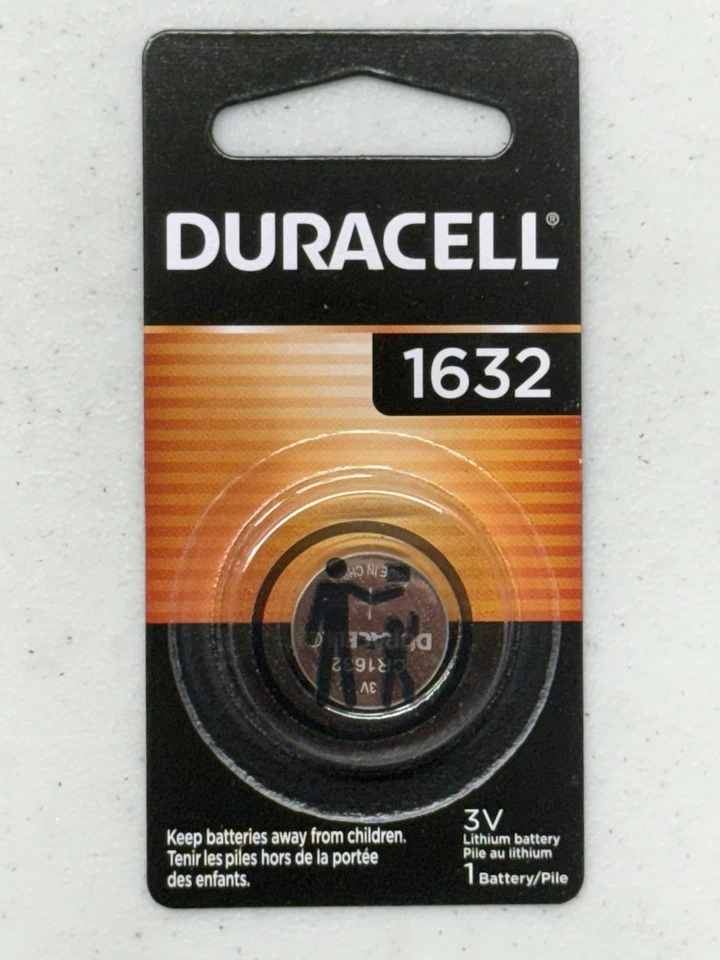 DURACELL®
1632
DURACELL
CR1632
3V
Keep batteries away from children.
Tenir les piles hors de la portée
des enfants.
3V
Lithium battery
Pile au lithium
1 Battery/Pile